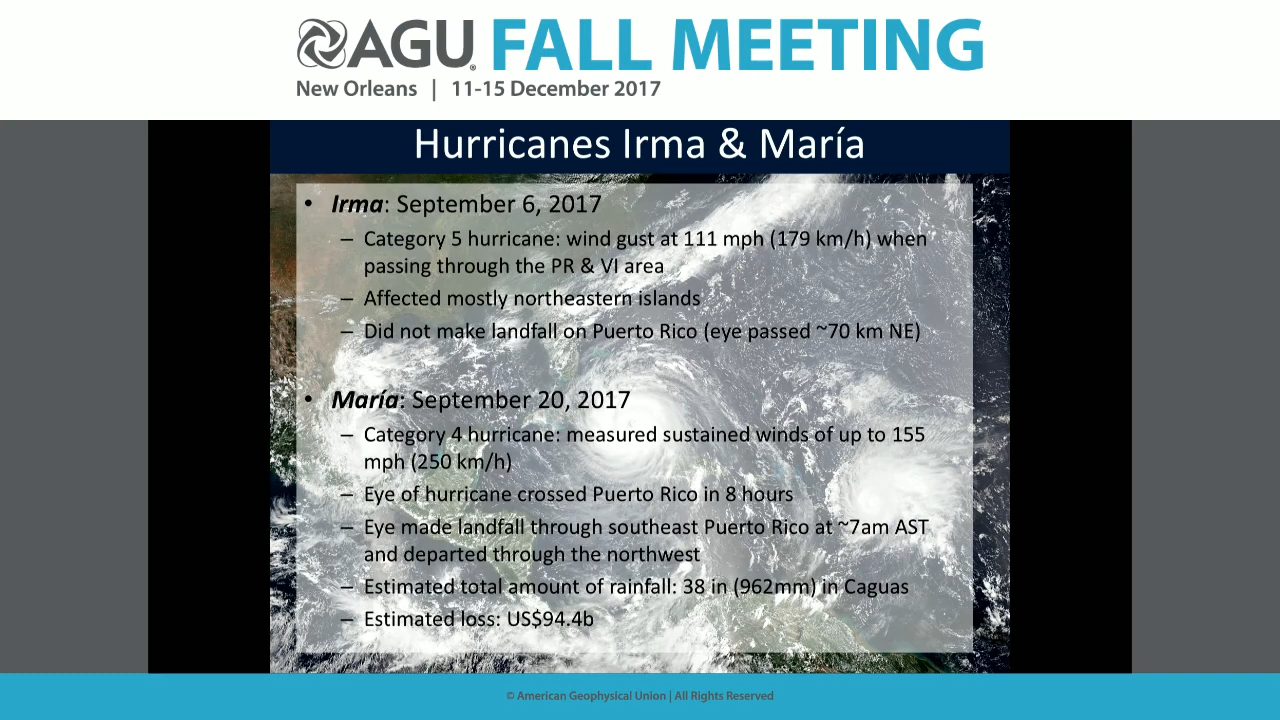 AGU FALL MEETING
New Orleans | 11-15 December 2017
Hurricanes Irma & María
• Irma: September 6, 2017
– Category 5 hurricane: wind gust at 111 mph (179 km/h) when
passing through the PR & VI area
– Affected mostly northeastern islands
– Did not make landfall on Puerto Rico (eye passed ~70 km NE)
• María: September 20, 2017
– Category 4 hurricane: measured sustained winds of up to 155
mph (250 km/h)
– Eye of hurricane crossed Puerto Rico in 8 hours
– Eye made landfall through southeast Puerto Rico at ~7am AST
and departed through the northwest
– Estimated total amount of rainfall: 38 in (962mm) in Caguas
– Estimated loss: US$94.4b
© American Geophysical Union | All Rights Reserved